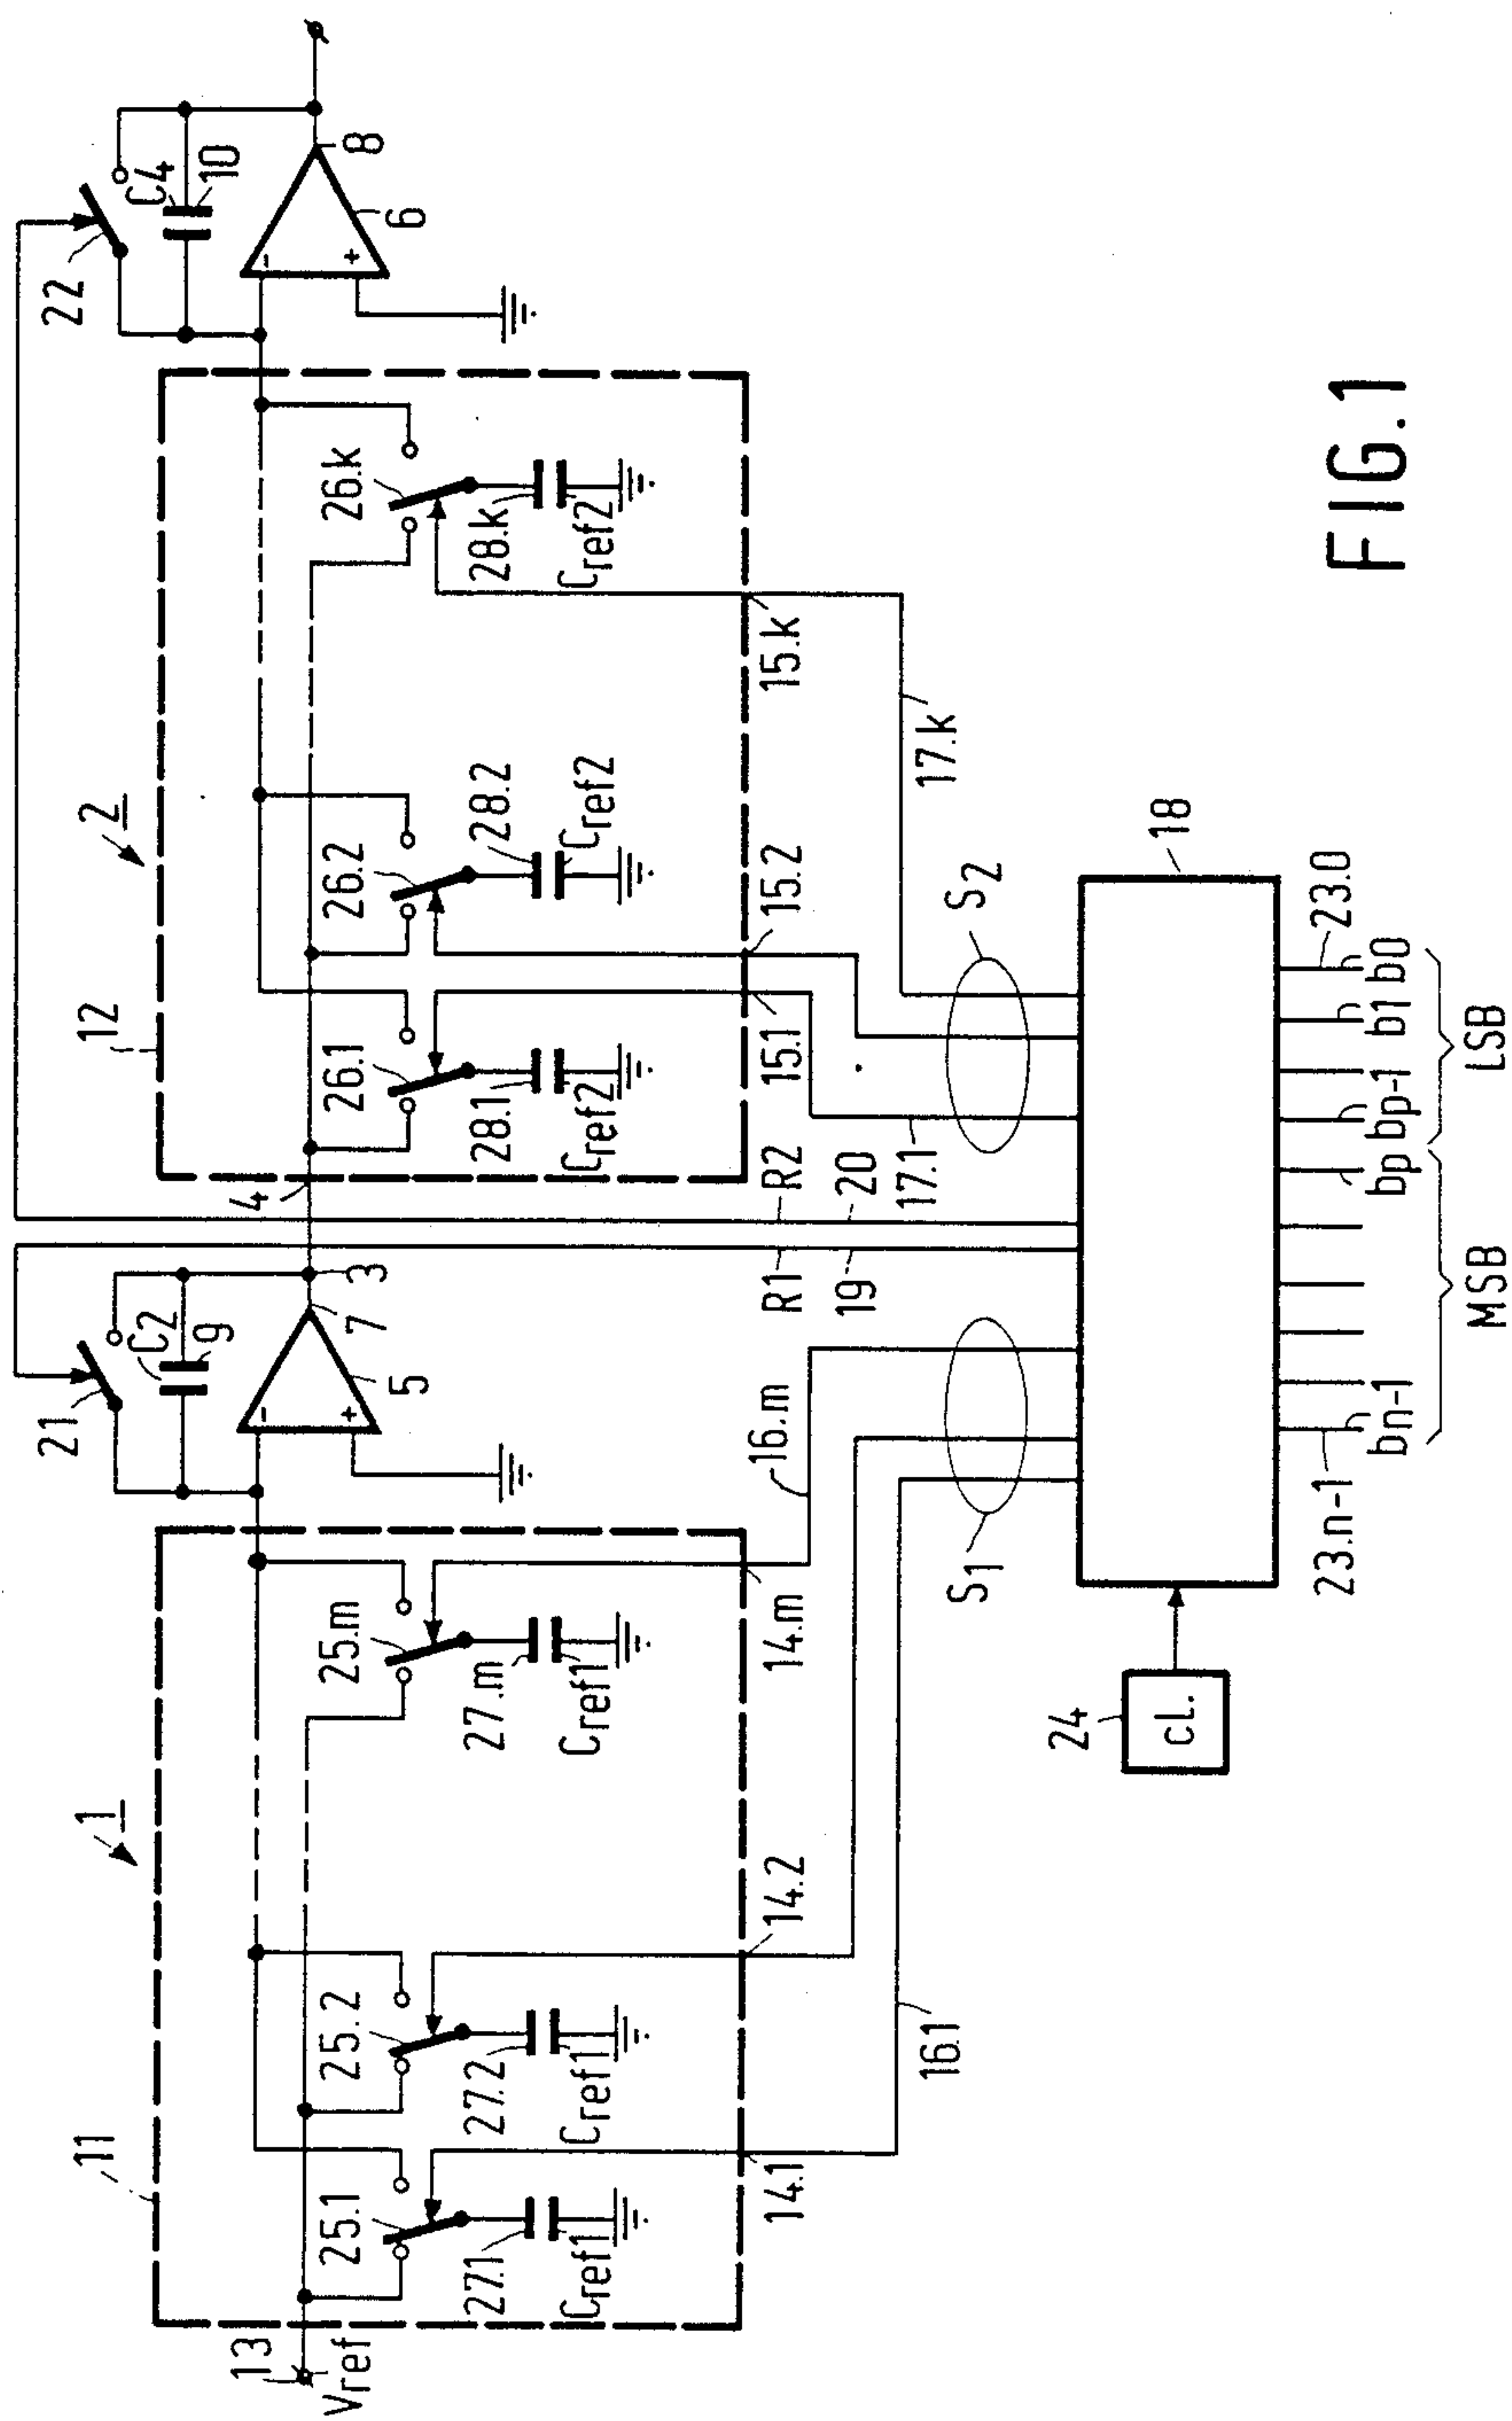 1
2
11
12
13
Vref
25.1
25.2
25.m
27.1
27.2
27.m
Cref1
Cref1
Cref1
21
C2
9
-
+
5
7
3
4
26.1
26.2
26.k
28.1
28.2
28.k
Cref2
Cref2
Cref2
22
C4
10
-
+
6
8
14.1
14.2
14.m
15.1
15.2
15.k
16.1
16.m
R1
19
R2
20
17.1
17.k
S1
S2
24
cL.
18
23.n-1
23.0
bn-1
bp
bp-1
b1
b0
MSB
LSB
FIG.1